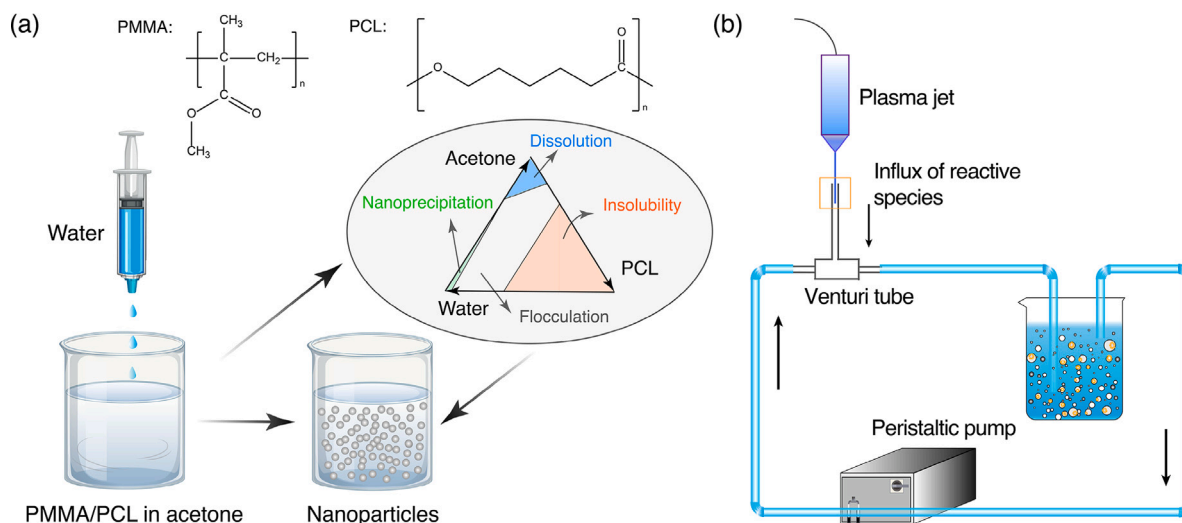 (a)
PMMA:
CH3
C
CH2
n
C
O
O
CH3
PCL:
O
O
C
n
Water
Acetone
Dissolution
Nanoprecipitation
Insolubility
PCL
Water
Flocculation
PMMA/PCL in acetone
Nanoparticles
(b)
Plasma jet
Influx of reactive
species
Venturi tube
Peristaltic pump